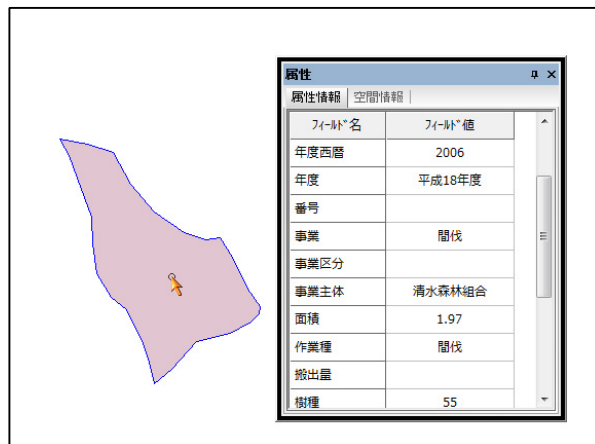 属性
属性情報 空間情報
フィールド名 フィールド値
年度西暦 2006
年度 平成18年度
番号
事業 間伐
事業区分
事業主体 清水森林組合
面積 1.97
作業種 間伐
搬出量
樹種 55